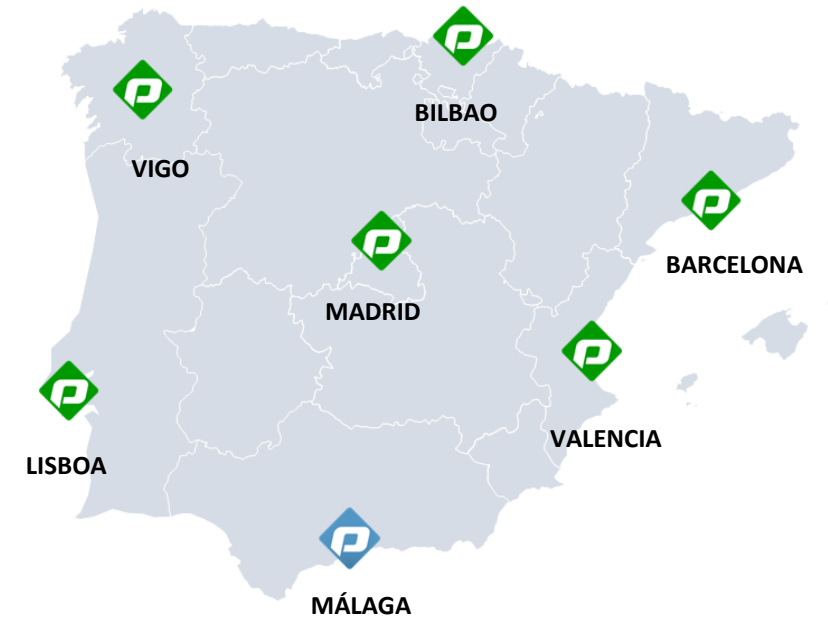 BILBAO
VIGO
BARCELONA
MADRID
VALENCIA
LISBOA
MÁLAGA